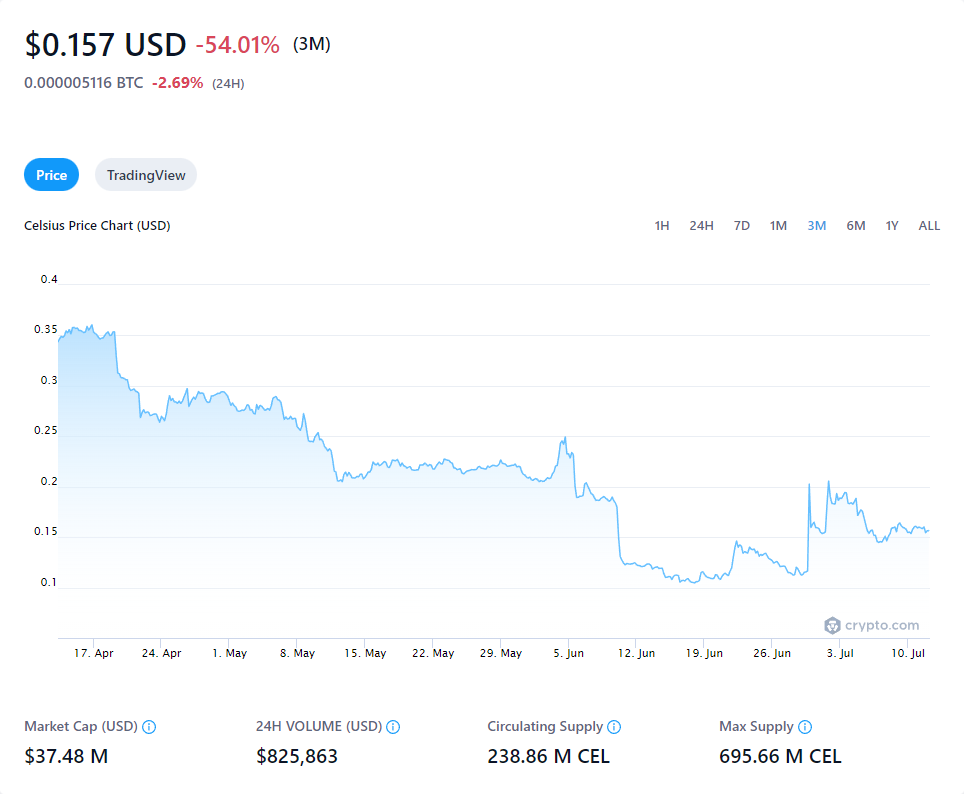 $0.157 USD -54.01% (3M)
0.000005116 BTC -2.69% (24H)
Price TradingView
Celsius Price Chart (USD) 1H 24H 7D 1M 3M 6M 1Y ALL
0.4
0.35
0.3
0.25
0.2
0.15
0.1
crypto.com
17. Apr 24. Apr 1. May 8. May 15. May 22. May 29. May 5. Jun 12. Jun 19. Jun 26. Jun 3. Jul 10. Jul
Market Cap (USD) 24H VOLUME (USD) Circulating Supply Max Supply
$37.48 M $825,863 238.86 M CEL 695.66 M CEL